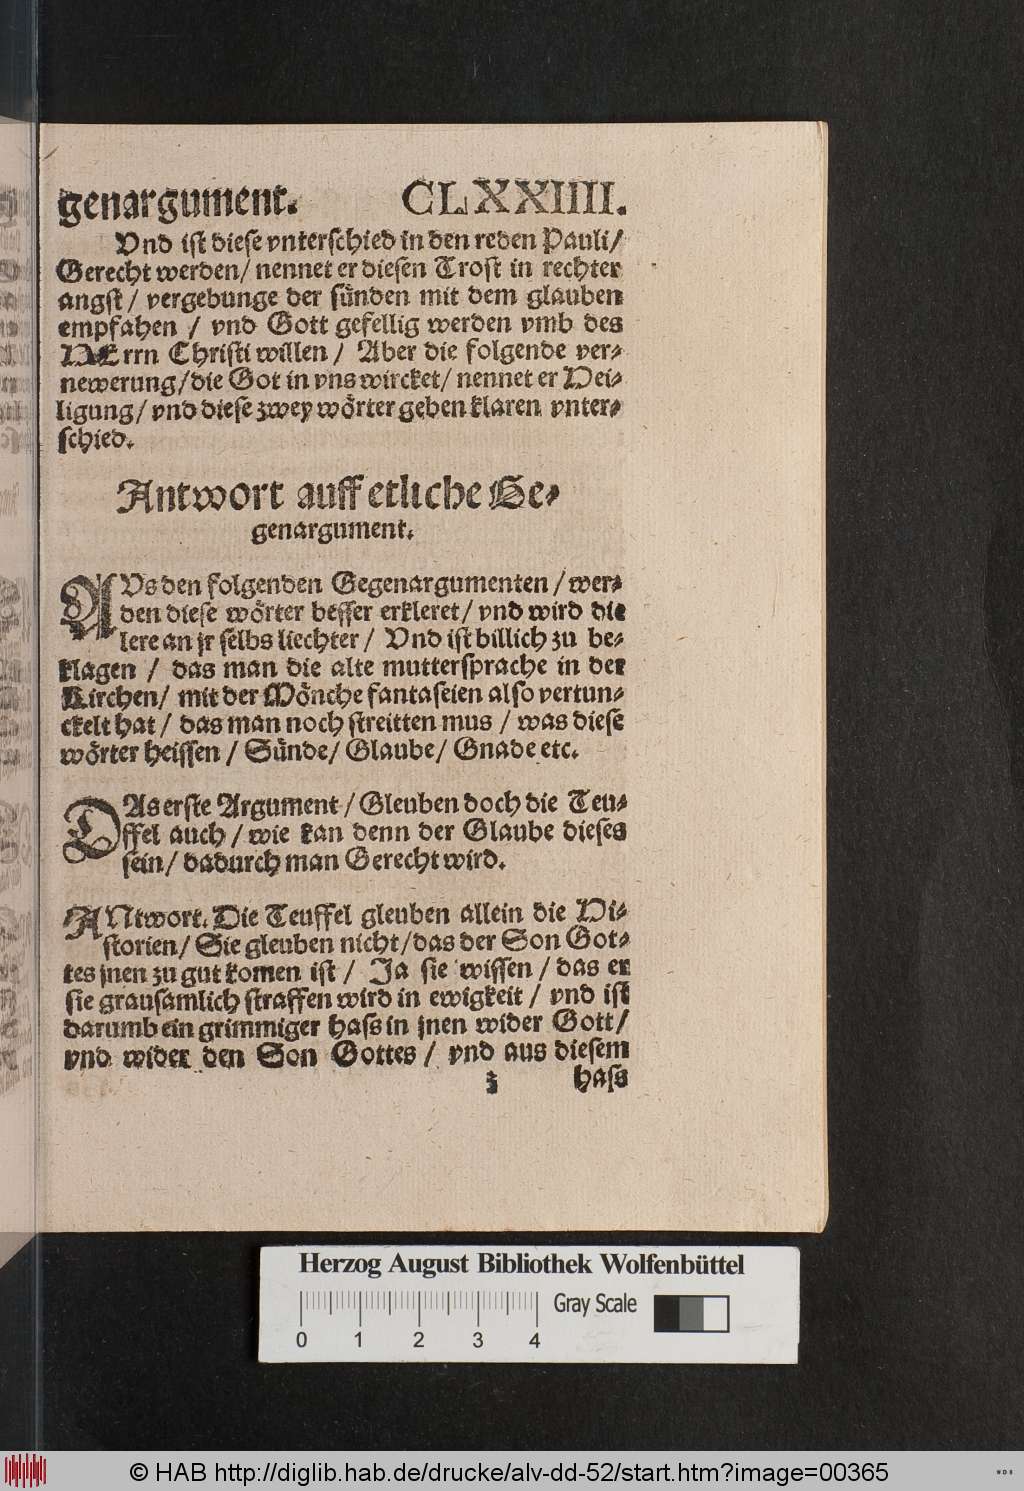 genargument. CLXXIIII.
Vnd ist diese vnterschied in den reden Pauli/
Gerecht werden/ nennet er diesen Trost in rechter
angst/ vergebunge der sünden mit dem glauben
empfahen / vnd Gott gefellig werden vmb des
HErrn Christi willen / Aber die folgende ver-
newerung/ die Got in vns wircket/ nennet er Hei-
ligung/ vnd diese zwey wörter geben klaren vnter-
schied.
Antwort auff etliche Ge-
genargument.
AVs den folgenden Gegenargumenten / wer-
den diese wörter besser erkleret/ vnd wird die
lere an jr selbs liechter / Vnd ist billich zu be-
klagen / das man die alte muttersprache in der
Kirchen/ mit der Mönche fantaseien also vertun-
ckelt hat / das man noch streitten mus / was diese
wörter heissen / Sünde/ Glaube/ Gnade etc.
DAs erste Argument / Gleuben doch die Teu-
ffel auch / wie kan denn der Glaube dieses
sein / dadurch man Gerecht wird.
ANtwort. Die Teuffel gleuben allein die Hi-
storien/ Sie gleuben nicht / das der Son Got-
tes jnen zu gut komen ist / Ja sie wissen / das er
sie grausamlich straffen wird in ewigkeit / vnd ist
darumb ein grimmiger hass in jnen wider Gott/
vnd wider den Son Gottes / vnd aus diesem
z hass
Herzog August Bibliothek Wolfenbüttel
Gray Scale
0 1 2 3 4
© HAB http://diglib.hab.de/drucke/alv-dd-52/start.htm?image=00365